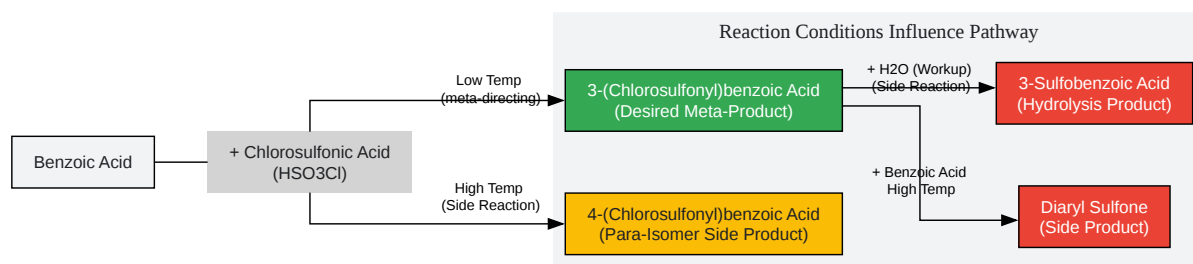 Reaction Conditions Influence Pathway
Benzoic Acid
+ Chlorosulfonic Acid
(HSO3Cl)
Low Temp
(meta-directing)
High Temp
(Side Reaction)
3-(Chlorosulfonyl)benzoic Acid
(Desired Meta-Product)
4-(Chlorosulfonyl)benzoic Acid
(Para-Isomer Side Product)
+ H2O (Workup)
(Side Reaction)
+ Benzoic Acid
High Temp
3-Sulfobenzoic Acid
(Hydrolysis Product)
Diaryl Sulfone
(Side Product)